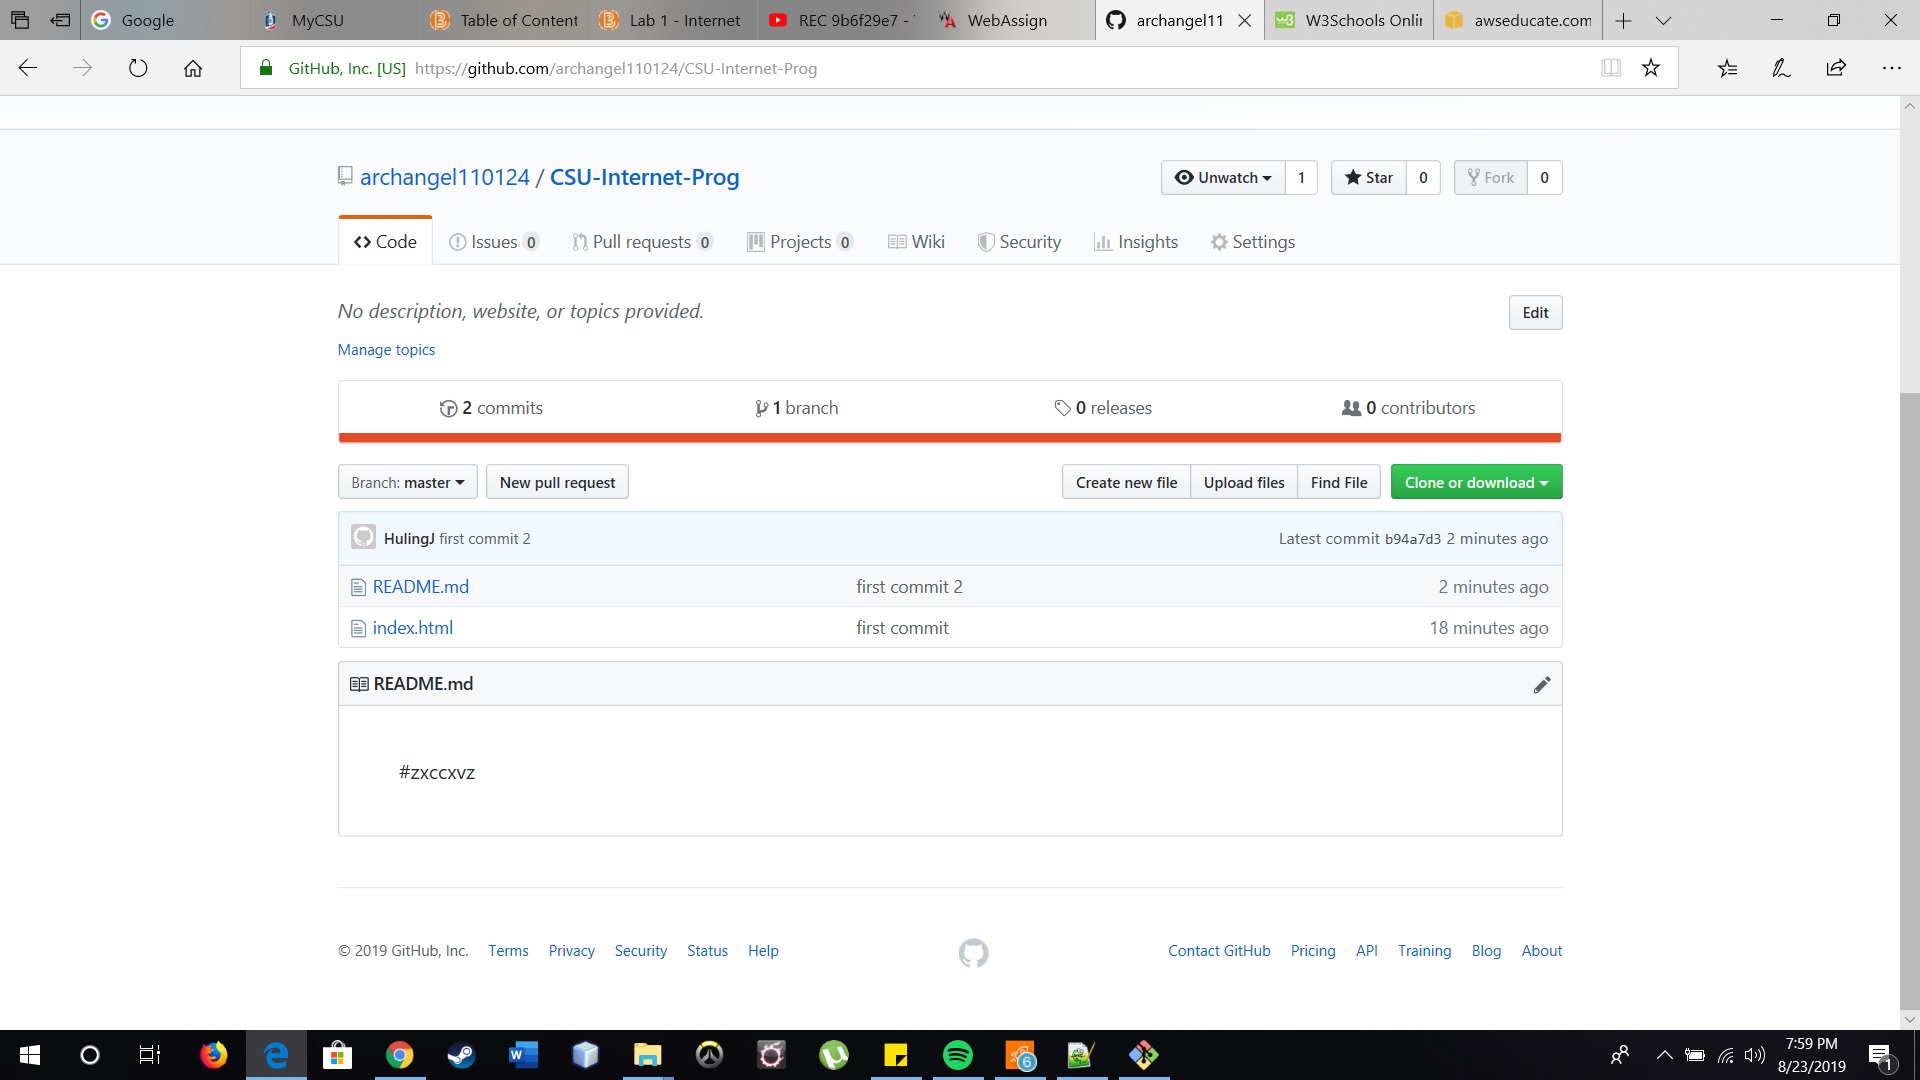 Google
MyCSU
Table of Content
Lab 1 - Internet
REC 9b6f29e7 -
WebAssign
archangel11
W3Schools Onli
awseducate.com
GitHub, Inc. [US] https://github.com/archangel110124/CSU-Internet-Prog
archangel110124 / CSU-Internet-Prog
Unwatch 1
Star 0
Fork 0
Code
Issues 0
Pull requests 0
Projects 0
Wiki
Security
Insights
Settings
No description, website, or topics provided.
Edit
Manage topics
2 commits
1 branch
0 releases
0 contributors
Branch: master
New pull request
Create new file
Upload files
Find File
Clone or download
HulingJ first commit 2
Latest commit b94a7d3 2 minutes ago
README.md first commit 2 2 minutes ago
index.html first commit 18 minutes ago
README.md
#zxccxvz
© 2019 GitHub, Inc. Terms Privacy Security Status Help
Contact GitHub Pricing API Training Blog About
6
7:59 PM
8/23/2019
1